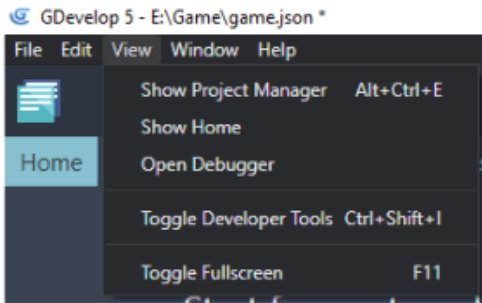 GDevelop 5 - E:\Game\game.json *
File Edit View Window Help
Show Project Manager Alt+Ctrl+E
Show Home
Home
Open Debugger
Toggle Developer Tools Ctrl+Shift+I
Toggle Fullscreen F11